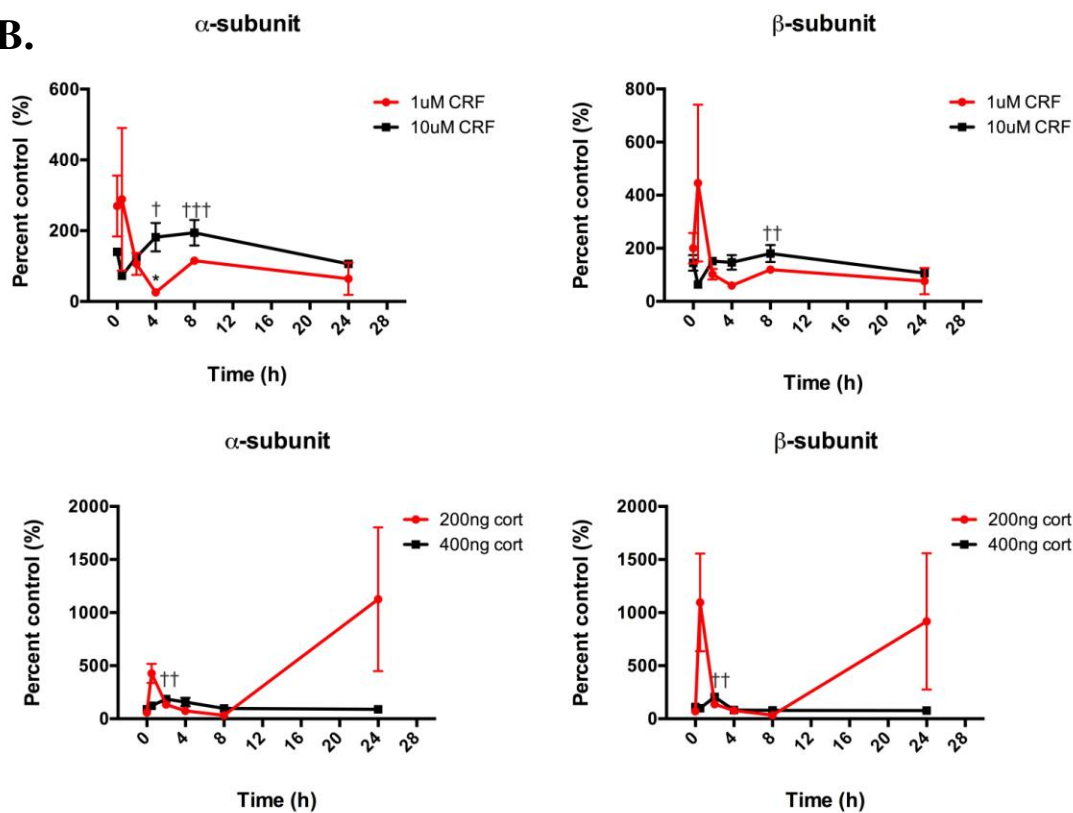 B.
α-subunit
β-subunit
Percent control (%)
600
400
200
0
† †††
*
0 4 8 12 16 20 24 28
Time (h)
1uM CRF
10uM CRF
Percent control (%)
800
600
400
200
0
††
0 4 8 12 16 20 24 28
Time (h)
1uM CRF
10uM CRF
α-subunit
β-subunit
Percent control (%)
2000
1500
1000
500
0
††
0 4 8 12 16 20 24 28
Time (h)
200ng cort
400ng cort
Percent control (%)
2000
1500
1000
500
0
††
0 4 8 12 16 20 24 28
Time (h)
200ng cort
400ng cort